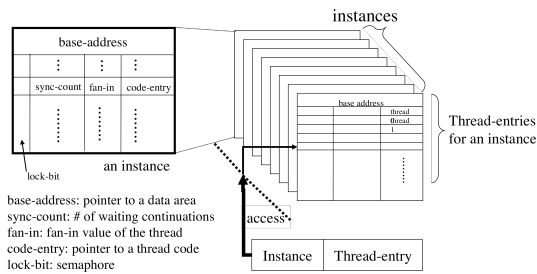 instances
base-address
sync-count fan-in code-entry
an instance
lock-bit
base address
thread
0
thread
1
Thread-entries
for an instance
access
base-address: pointer to a data area
sync-count: # of waiting continuations
fan-in: fan-in value of the thread
code-entry: pointer to a thread code
lock-bit: semaphore
Instance Thread-entry